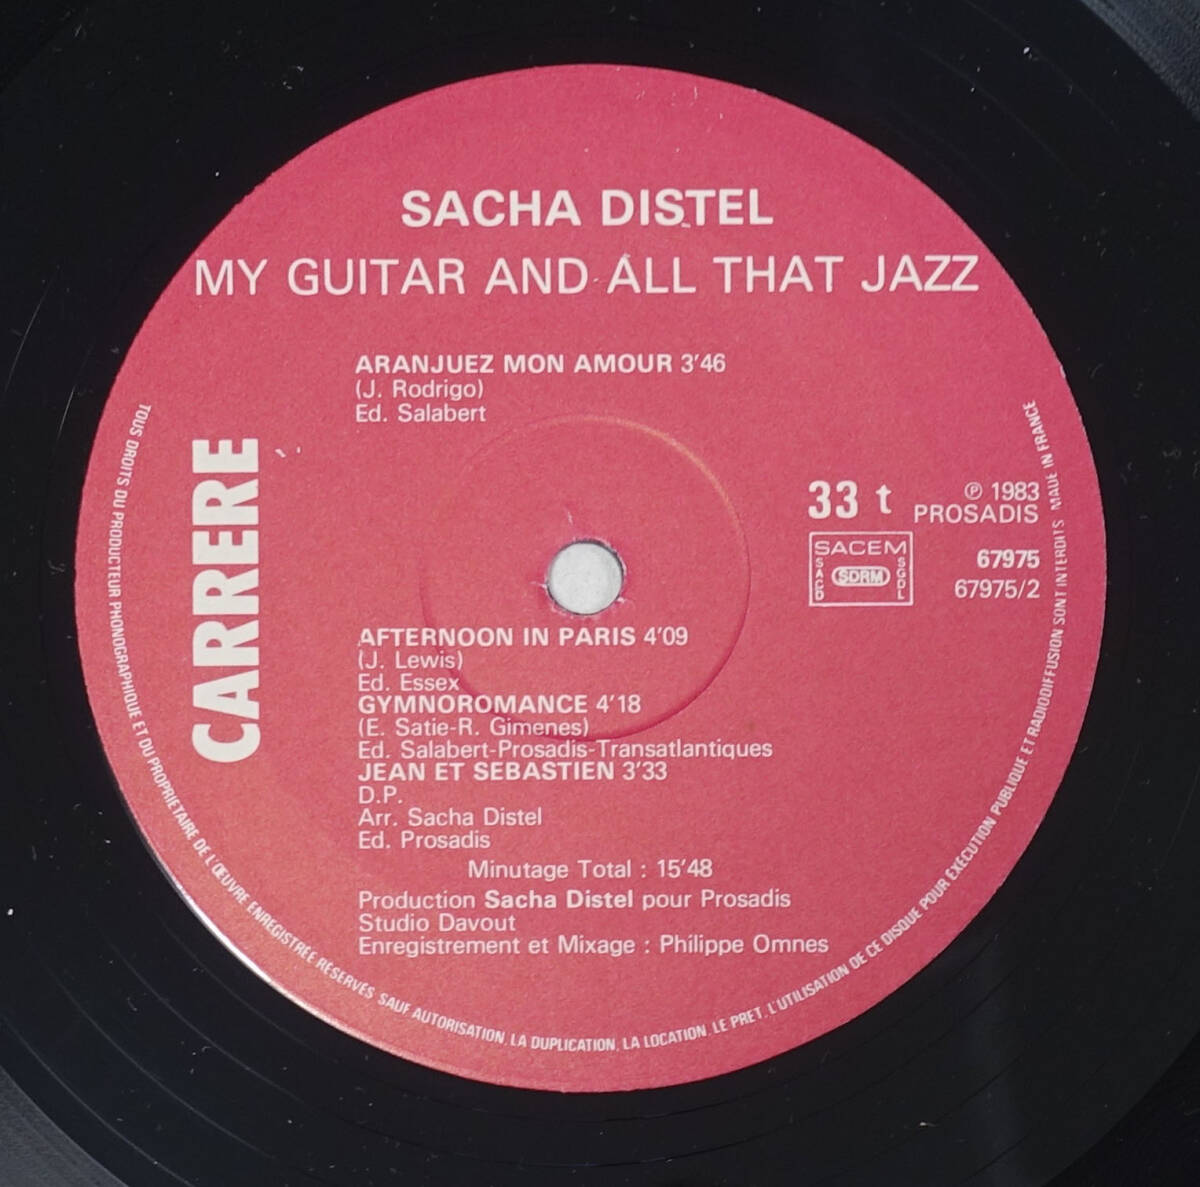 SACHA DISTEL
MY GUITAR AND ALL THAT JAZZ
ARANJUEZ MON AMOUR 3'46
(J. Rodrigo)
Ed. Salabert
CARRERE
33 t
℗ 1983
PROSADIS
SACEM
SACD
SDRM
SGDL
67975
67975/2
AFTERNOON IN PARIS 4'09
(J. Lewis)
Ed. Essex
GYMNOROMANCE 4'18
(E. Satie-R. Gimenes)
Ed. Salabert-Prosadis-Transatlantiques
JEAN ET SEBASTIEN 3'33
D.P.
Arr. Sacha Distel
Ed. Prosadis
Minutage Total : 15'48
Production Sacha Distel pour Prosadis
Studio Davout
Enregistrement et Mixage : Philippe Omnes
TOUS DROITS DU PRODUCTEUR PHONOGRAPHIQUE ET DU PROPRIETAIRE DE L'ŒUVRE ENREGISTRÉE RÉSERVÉS. SAUF AUTORISATION, LA DUPLICATION, LA LOCATION, LE PRET, L'UTILISATION DE CE DISQUE POUR EXECUTION PUBLIQUE ET RADIODIFFUSION SONT INTERDITS MADE IN FRANCE